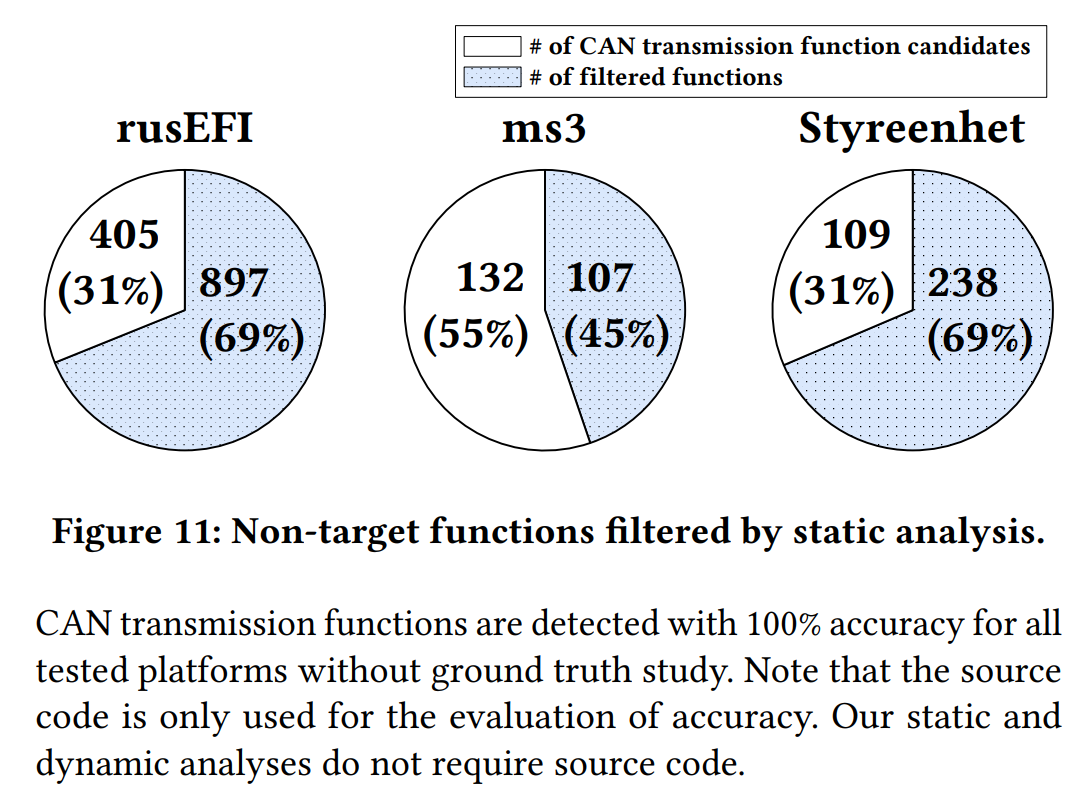 # of CAN transmission function candidates
# of filtered functions
rusEFI
ms3
Styreenhet
405
(31%)
897
(69%)
132
(55%)
107
(45%)
109
(31%)
238
(69%)
Figure 11: Non-target functions filtered by static analysis.
CAN transmission functions are detected with 100% accuracy for all
tested platforms without ground truth study. Note that the source
code is only used for the evaluation of accuracy. Our static and
dynamic analyses do not require source code.